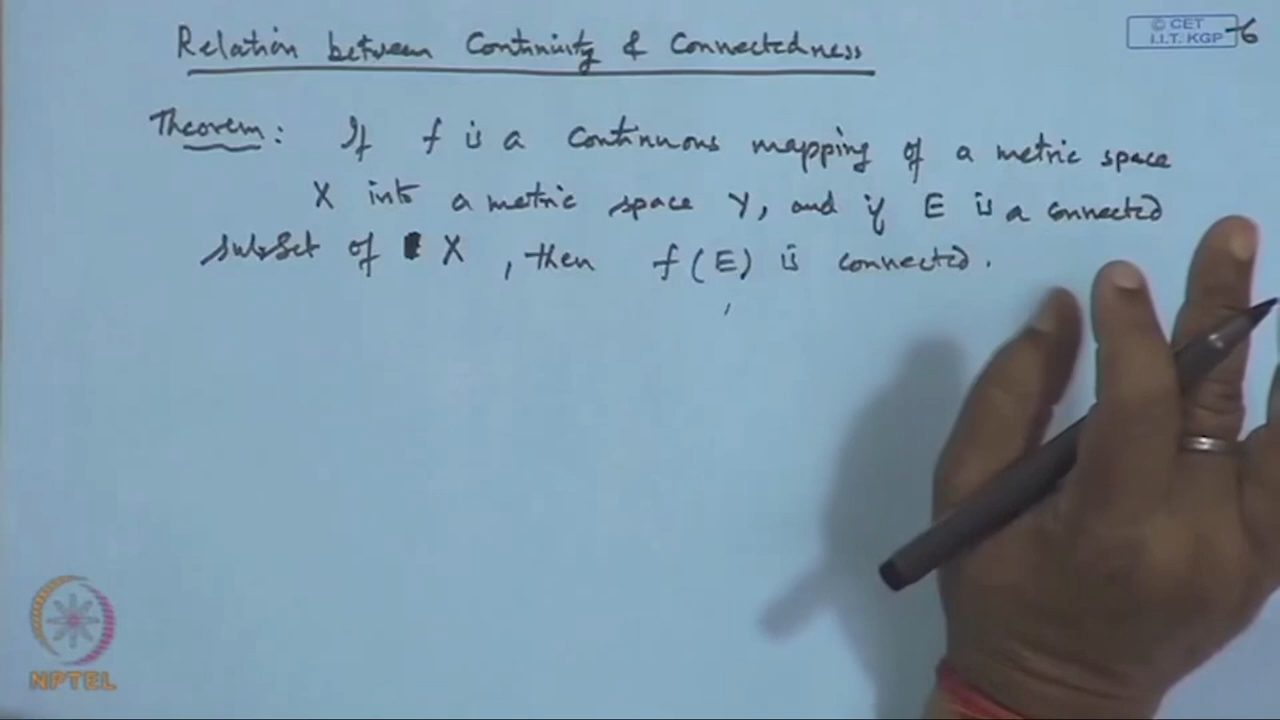 Relation between Continuity & Connectedness
© CET
I.I.T. KGP
6
Theorem: If f is a continuous mapping of a metric space
X into a metric space Y, and if E is a connected
subset of X, then f(E) is connected.
NPTEL